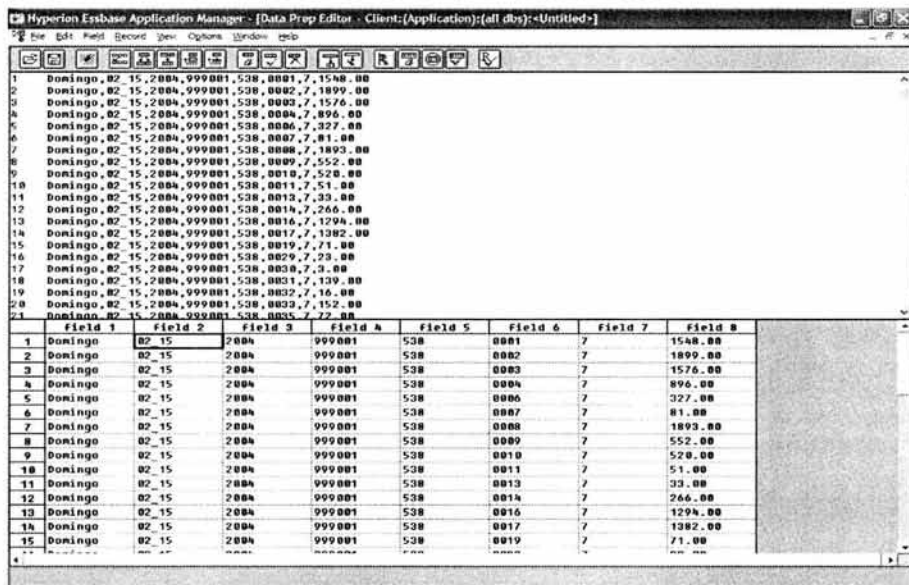 Hyperion Essbase Application Manager - [Data Prep Editor - Client:(Application):(all dbs):<Untitled>]
File Edit Field Record View Options Window Help
1 Domingo,02_15,2004,999001,538,0001,7,1548.00
2 Domingo,02_15,2004,999001,538,0002,7,1899.00
3 Domingo,02_15,2004,999001,538,0003,7,1576.00
4 Domingo,02_15,2004,999001,538,0004,7,896.00
5 Domingo,02_15,2004,999001,538,0006,7,327.00
6 Domingo,02_15,2004,999001,538,0007,7,81.00
7 Domingo,02_15,2004,999001,538,0008,7,1893.00
8 Domingo,02_15,2004,999001,538,0009,7,552.00
9 Domingo,02_15,2004,999001,538,0010,7,520.00
10 Domingo,02_15,2004,999001,538,0011,7,51.00
11 Domingo,02_15,2004,999001,538,0013,7,33.00
12 Domingo,02_15,2004,999001,538,0014,7,266.00
13 Domingo,02_15,2004,999001,538,0016,7,1294.00
14 Domingo,02_15,2004,999001,538,0017,7,1382.00
15 Domingo,02_15,2004,999001,538,0019,7,71.00
16 Domingo,02_15,2004,999001,538,0029,7,23.00
17 Domingo,02_15,2004,999001,538,0030,7,3.00
18 Domingo,02_15,2004,999001,538,0031,7,139.00
19 Domingo,02_15,2004,999001,538,0032,7,16.00
20 Domingo,02_15,2004,999001,538,0033,7,152.00
21 Domingo,02_15,2004,999001,538,0035,7,72.00
field 1 field 2 field 3 field 4 field 5 field 6 field 7 field 8
1 Domingo 02_15 2004 999001 538 0001 7 1548.00
2 Domingo 02_15 2004 999001 538 0002 7 1899.00
3 Domingo 02_15 2004 999001 538 0003 7 1576.00
4 Domingo 02_15 2004 999001 538 0004 7 896.00
5 Domingo 02_15 2004 999001 538 0006 7 327.00
6 Domingo 02_15 2004 999001 538 0007 7 81.00
7 Domingo 02_15 2004 999001 538 0008 7 1893.00
8 Domingo 02_15 2004 999001 538 0009 7 552.00
9 Domingo 02_15 2004 999001 538 0010 7 520.00
10 Domingo 02_15 2004 999001 538 0011 7 51.00
11 Domingo 02_15 2004 999001 538 0013 7 33.00
12 Domingo 02_15 2004 999001 538 0014 7 266.00
13 Domingo 02_15 2004 999001 538 0016 7 1294.00
14 Domingo 02_15 2004 999001 538 0017 7 1382.00
15 Domingo 02_15 2004 999001 538 0019 7 71.00